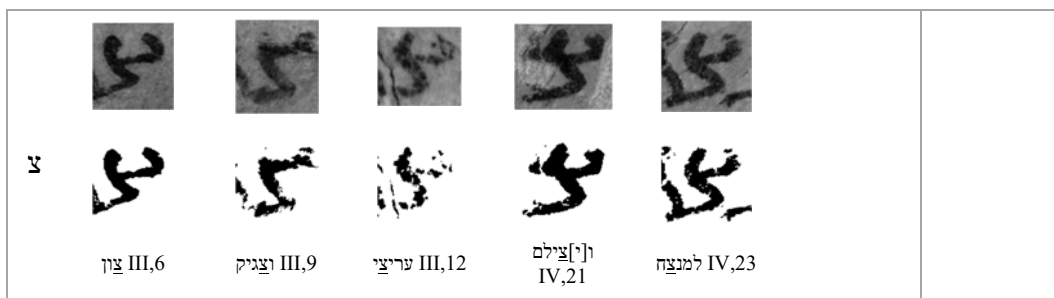 צ
III,6 צון
III,9 וצגיק
III,12 עריצי
ו[י]צילם
IV,21
IV,23 למנצח